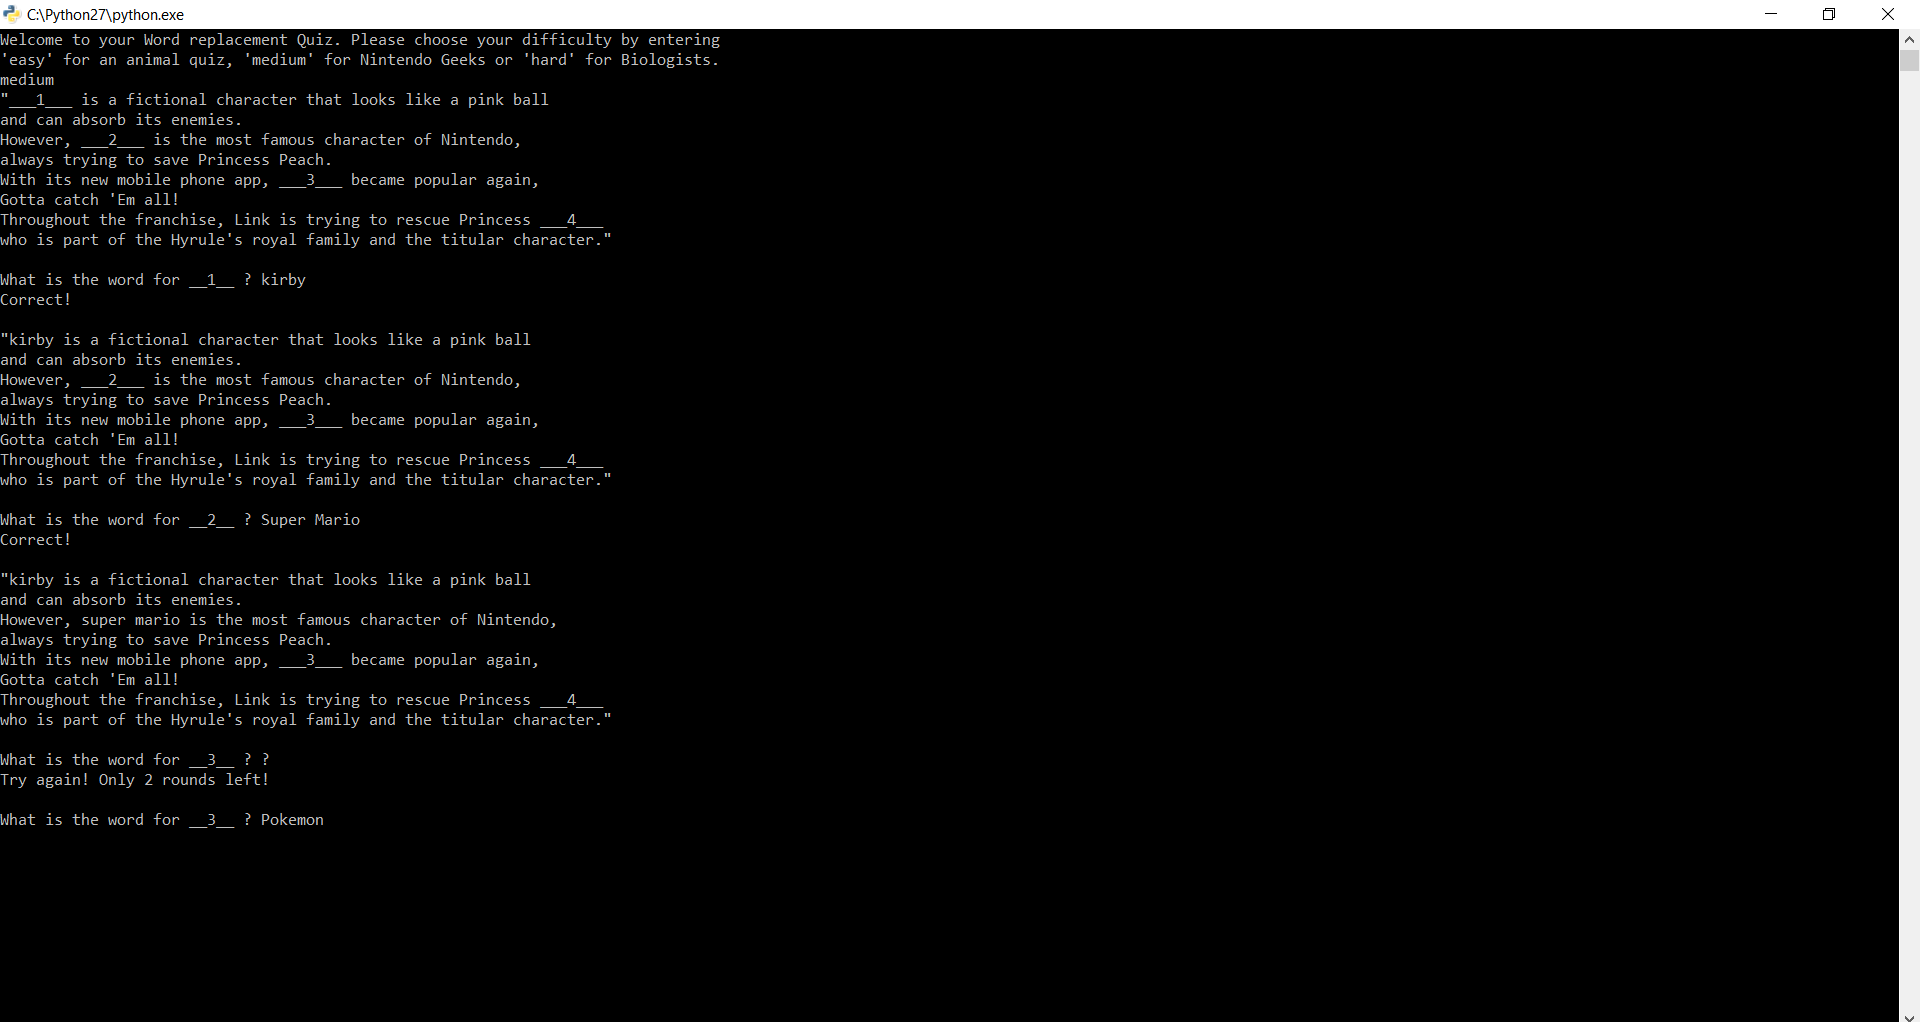 C:\Python27\python.exe
Welcome to your Word replacement Quiz. Please choose your difficulty by entering
'easy' for an animal quiz, 'medium' for Nintendo Geeks or 'hard' for Biologists.
medium
"___1___ is a fictional character that looks like a pink ball
and can absorb its enemies.
However, ___2___ is the most famous character of Nintendo,
always trying to save Princess Peach.
With its new mobile phone app, ___3___ became popular again,
Gotta catch 'Em all!
Throughout the franchise, Link is trying to rescue Princess ___4___
who is part of the Hyrule's royal family and the titular character."

What is the word for __1__ ? kirby
Correct!

"kirby is a fictional character that looks like a pink ball
and can absorb its enemies.
However, ___2___ is the most famous character of Nintendo,
always trying to save Princess Peach.
With its new mobile phone app, ___3___ became popular again,
Gotta catch 'Em all!
Throughout the franchise, Link is trying to rescue Princess ___4___
who is part of the Hyrule's royal family and the titular character."

What is the word for __2__ ? Super Mario
Correct!

"kirby is a fictional character that looks like a pink ball
and can absorb its enemies.
However, super mario is the most famous character of Nintendo,
always trying to save Princess Peach.
With its new mobile phone app, ___3___ became popular again,
Gotta catch 'Em all!
Throughout the franchise, Link is trying to rescue Princess ___4___
who is part of the Hyrule's royal family and the titular character."

What is the word for __3__ ? ?
Try again! Only 2 rounds left!

What is the word for __3__ ? Pokemon